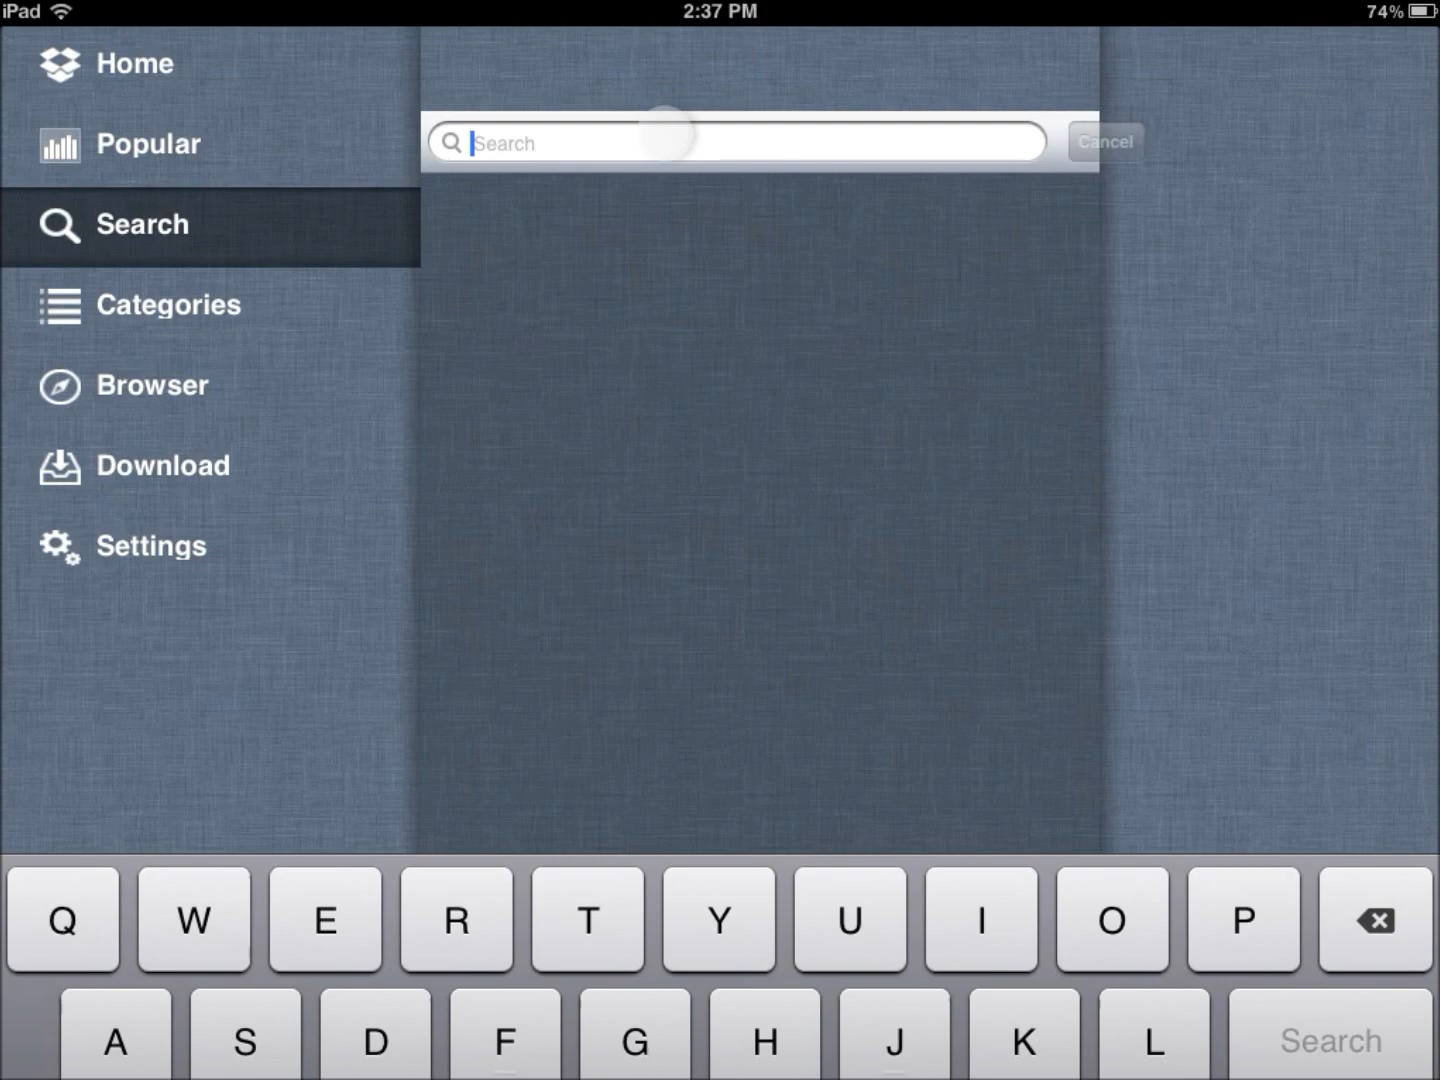 iPad 2:37 PM 74%
Home
Popular
Search
Categories
Browser
Download
Settings
Search Cancel
Q W E R T Y U I O P
A S D F G H J K L Search